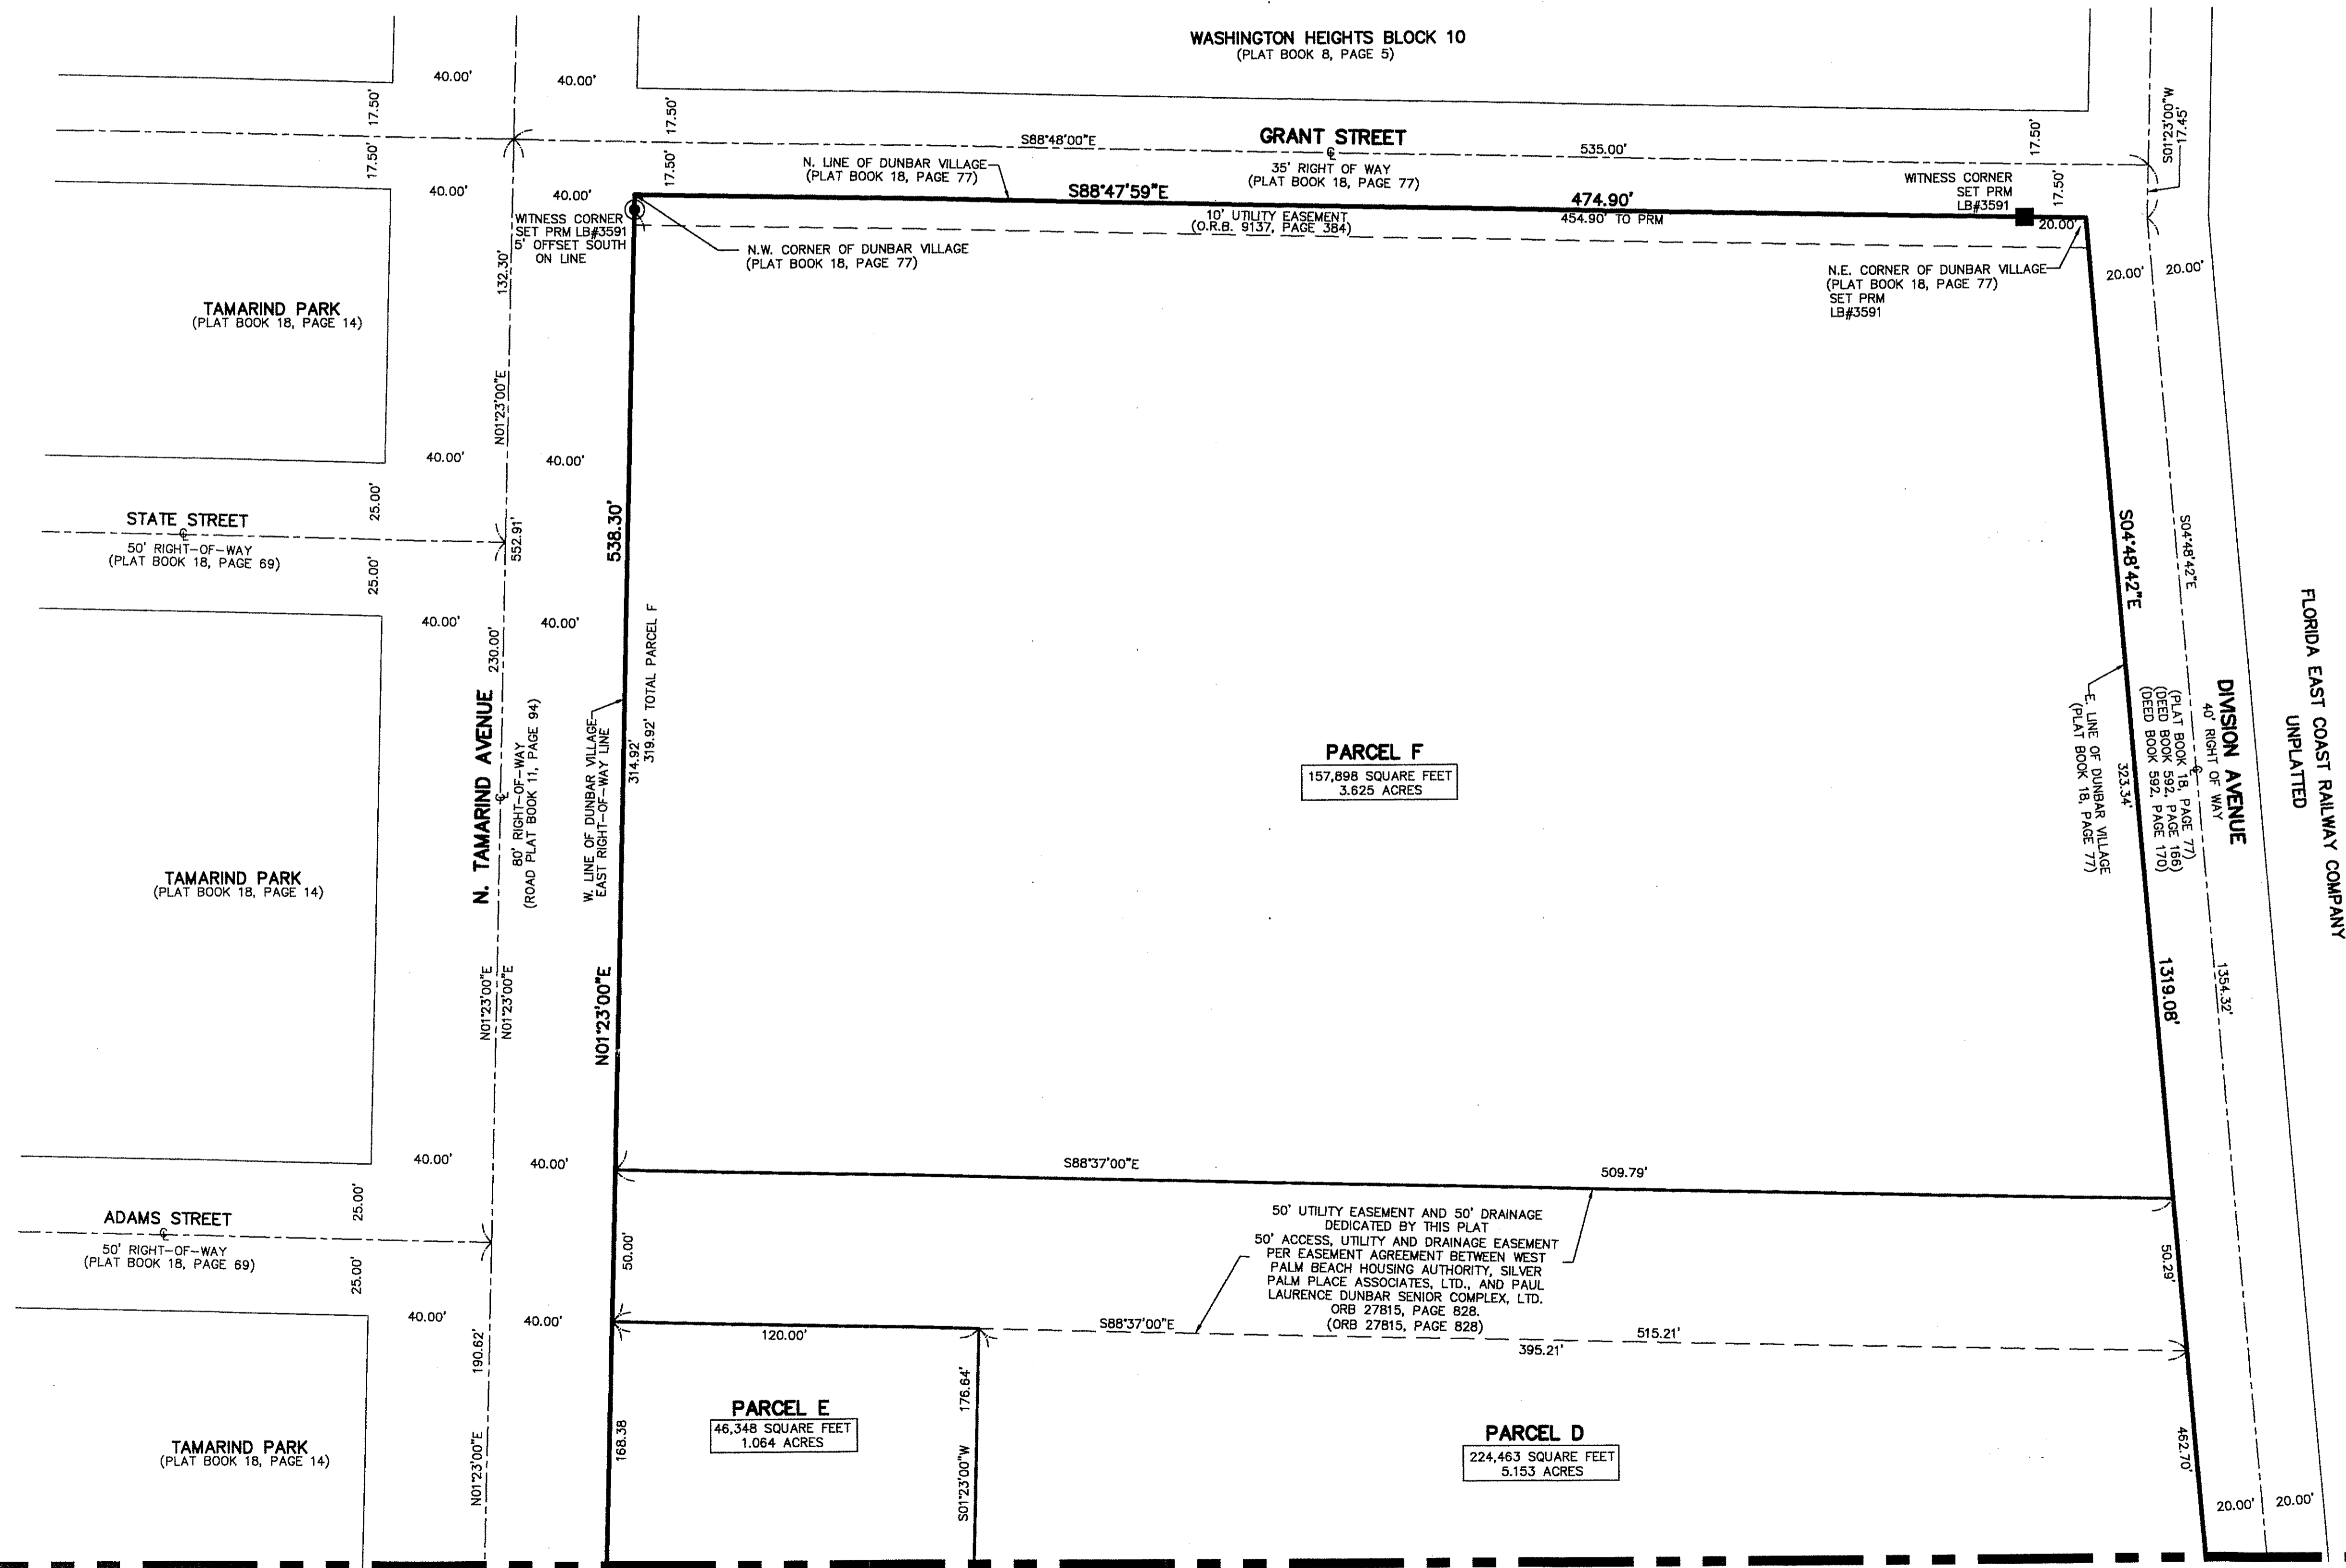 WASHINGTON HEIGHTS BLOCK 10
(PLAT BOOK 8, PAGE 5)
40.00'
40.00'
17.50'
17.50'
17.50'
17.50'
17.50'
17.50'
S01°23'00"W
17.45'
S88°48'00"E
GRANT STREET
℄
535.00'
35' RIGHT OF WAY
(PLAT BOOK 18, PAGE 77)
N. LINE OF DUNBAR VILLAGE
(PLAT BOOK 18, PAGE 77)
S88°47'59"E
474.90'
454.90' TO PRM
20.00'
WITNESS CORNER
SET PRM
LB#3591
40.00'
40.00'
WITNESS CORNER
SET PRM LB#3591
5' OFFSET SOUTH
ON LINE
10' UTILITY EASEMENT
(O.R.B. 9137, PAGE 384)
N.W. CORNER OF DUNBAR VILLAGE
(PLAT BOOK 18, PAGE 77)
N.E. CORNER OF DUNBAR VILLAGE
(PLAT BOOK 18, PAGE 77)
SET PRM
LB#3591
20.00'
20.00'
132.30'
TAMARIND PARK
(PLAT BOOK 18, PAGE 14)
N01°23'00"E
40.00'
40.00'
STATE STREET
℄
50' RIGHT-OF-WAY
(PLAT BOOK 18, PAGE 69)
25.00'
25.00'
552.91'
538.30'
40.00'
40.00'
230.00'
N. TAMARIND AVENUE
℄
80' RIGHT-OF-WAY
(ROAD PLAT BOOK 11, PAGE 94)
W. LINE OF DUNBAR VILLAGE
EAST RIGHT-OF-WAY LINE
314.92'
319.92' TOTAL PARCEL F
PARCEL F
157,898 SQUARE FEET
3.625 ACRES
S04°48'42"E
S04°48'42"E
E. LINE OF DUNBAR VILLAGE
(PLAT BOOK 18, PAGE 77)
323.34'
DIVISION AVENUE
40' RIGHT OF WAY
℄
(PLAT BOOK 18, PAGE 77)
(DEED BOOK 592, PAGE 166)
(DEED BOOK 592, PAGE 170)
FLORIDA EAST COAST RAILWAY COMPANY
UNPLATTED
1319.08'
1354.32'
TAMARIND PARK
(PLAT BOOK 18, PAGE 14)
N01°23'00"E
N01°23'00"E
N01°23'00"E
40.00'
40.00'
S88°37'00"E
509.79'
ADAMS STREET
℄
50' RIGHT-OF-WAY
(PLAT BOOK 18, PAGE 69)
25.00'
25.00'
50.00'
50.29'
50' UTILITY EASEMENT AND 50' DRAINAGE
DEDICATED BY THIS PLAT
50' ACCESS, UTILITY AND DRAINAGE EASEMENT
PER EASEMENT AGREEMENT BETWEEN WEST
PALM BEACH HOUSING AUTHORITY, SILVER
PALM PLACE ASSOCIATES, LTD., AND PAUL
LAURENCE DUNBAR SENIOR COMPLEX, LTD.
ORB 27815, PAGE 828.
(ORB 27815, PAGE 828)
40.00'
40.00'
120.00'
S88°37'00"E
515.21'
395.21'
190.62'
N01°23'00"E
168.38
PARCEL E
46,348 SQUARE FEET
1.064 ACRES
176.64'
S01°23'00"W
PARCEL D
224,463 SQUARE FEET
5.153 ACRES
462.70'
20.00'
20.00'
TAMARIND PARK
(PLAT BOOK 18, PAGE 14)